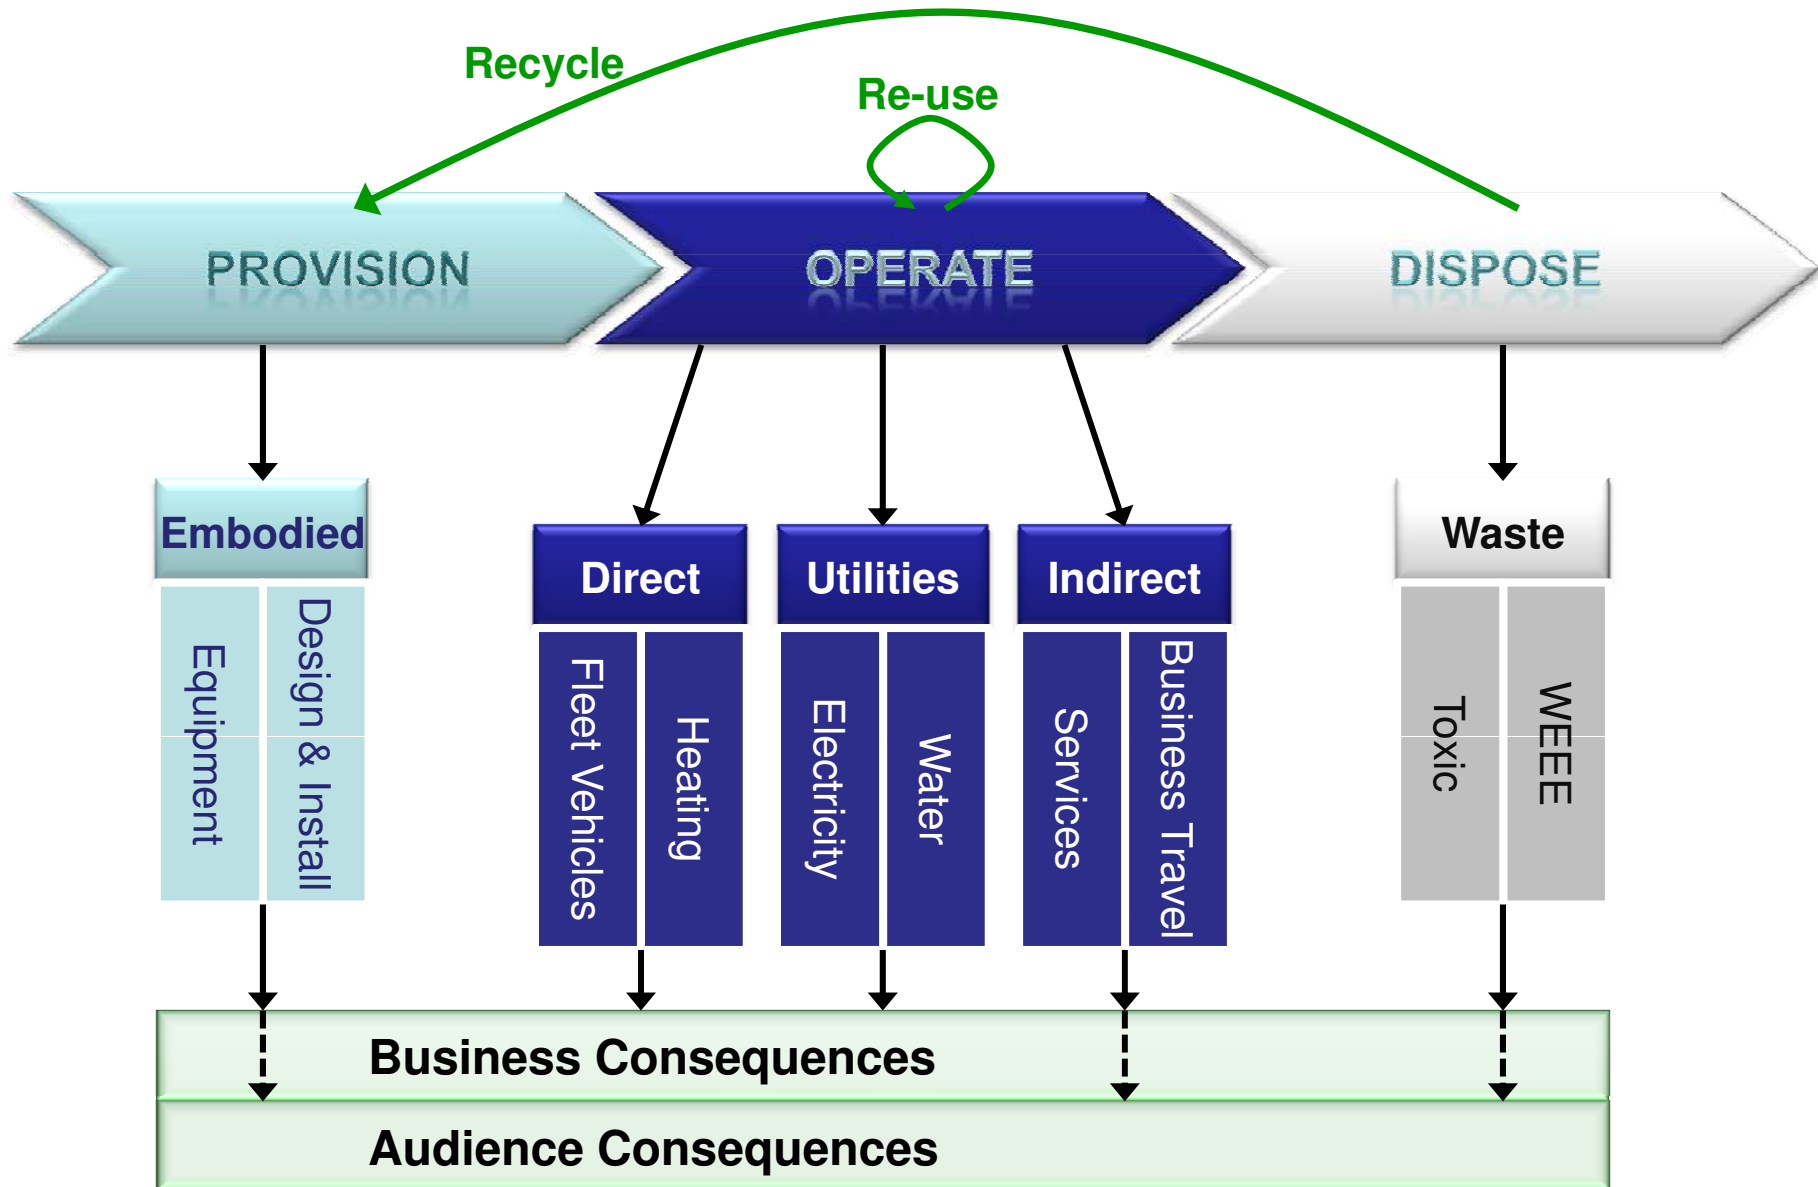 Recycle
Re-use
PROVISION
OPERATE
DISPOSE
Embodied
Direct
Utilities
Indirect
Waste
Equipment
Design & Install
Fleet Vehicles
Heating
Electricity
Water
Services
Business Travel
Toxic
WEEE
Business Consequences
Audience Consequences